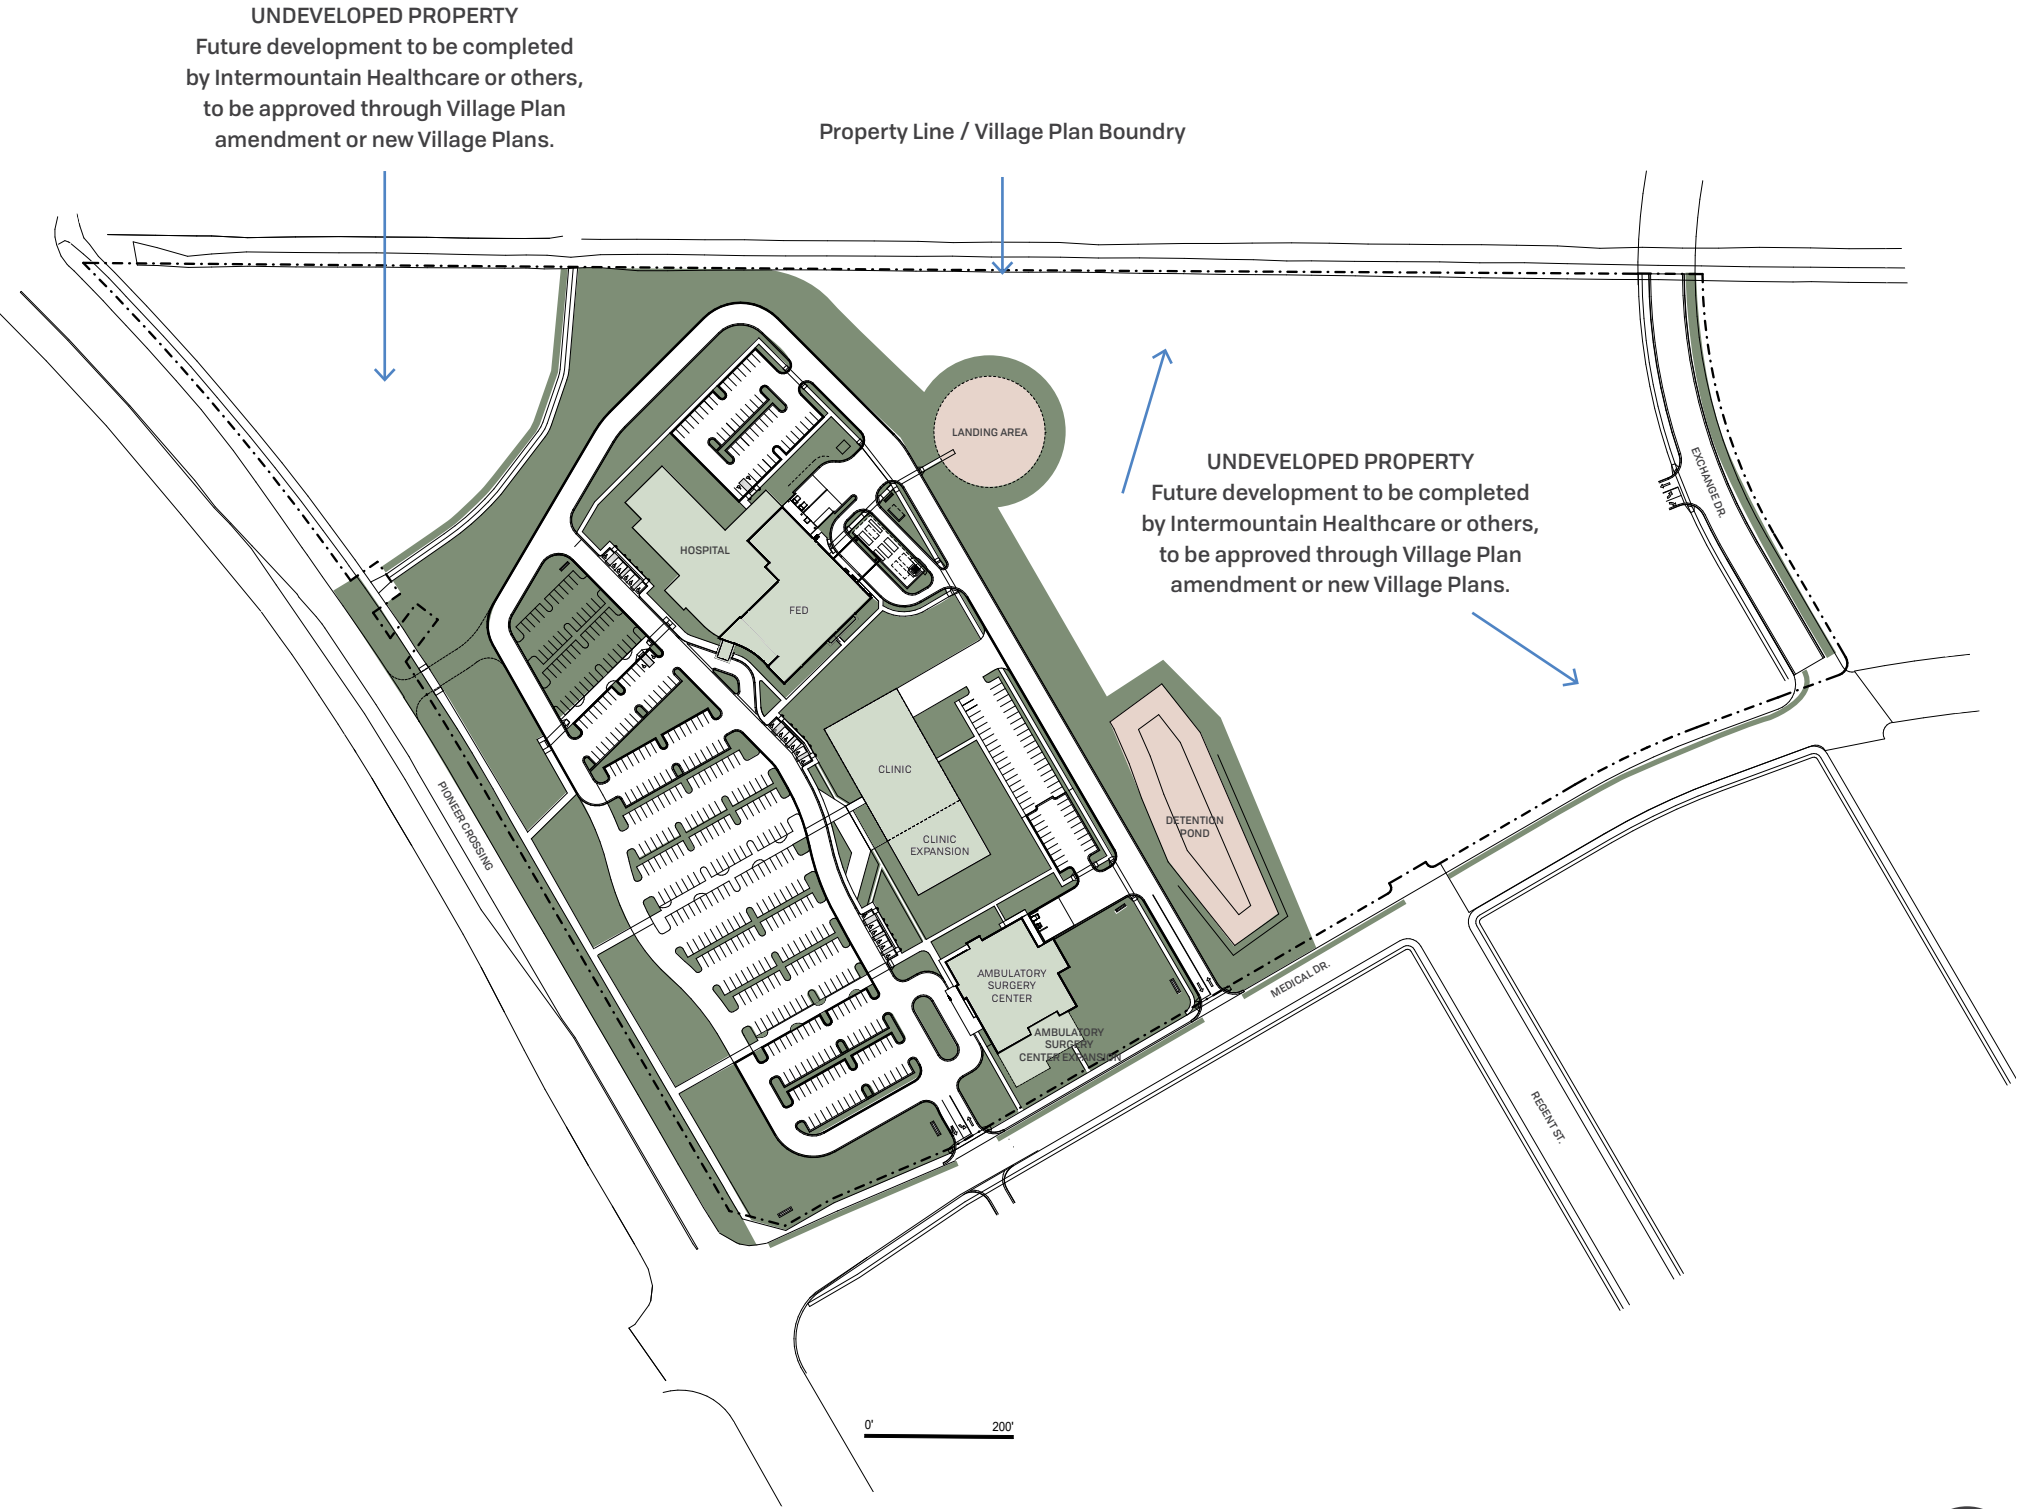 UNDEVELOPED PROPERTY
Future development to be completed
by Intermountain Healthcare or others,
to be approved through Village Plan
amendment or new Village Plans.
Property Line / Village Plan Boundry
LANDING AREA
UNDEVELOPED PROPERTY
Future development to be completed
by Intermountain Healthcare or others,
to be approved through Village Plan
amendment or new Village Plans.
EXCHANGE DR.
HOSPITAL
FED
CLINIC
CLINIC
EXPANSION
DETENTION
POND
PIONEER CROSSING
AMBULATORY
SURGERY
CENTER
AMBULATORY
SURGERY
CENTER EXPANSION
MEDICAL DR.
REGENT ST.
0'
200'